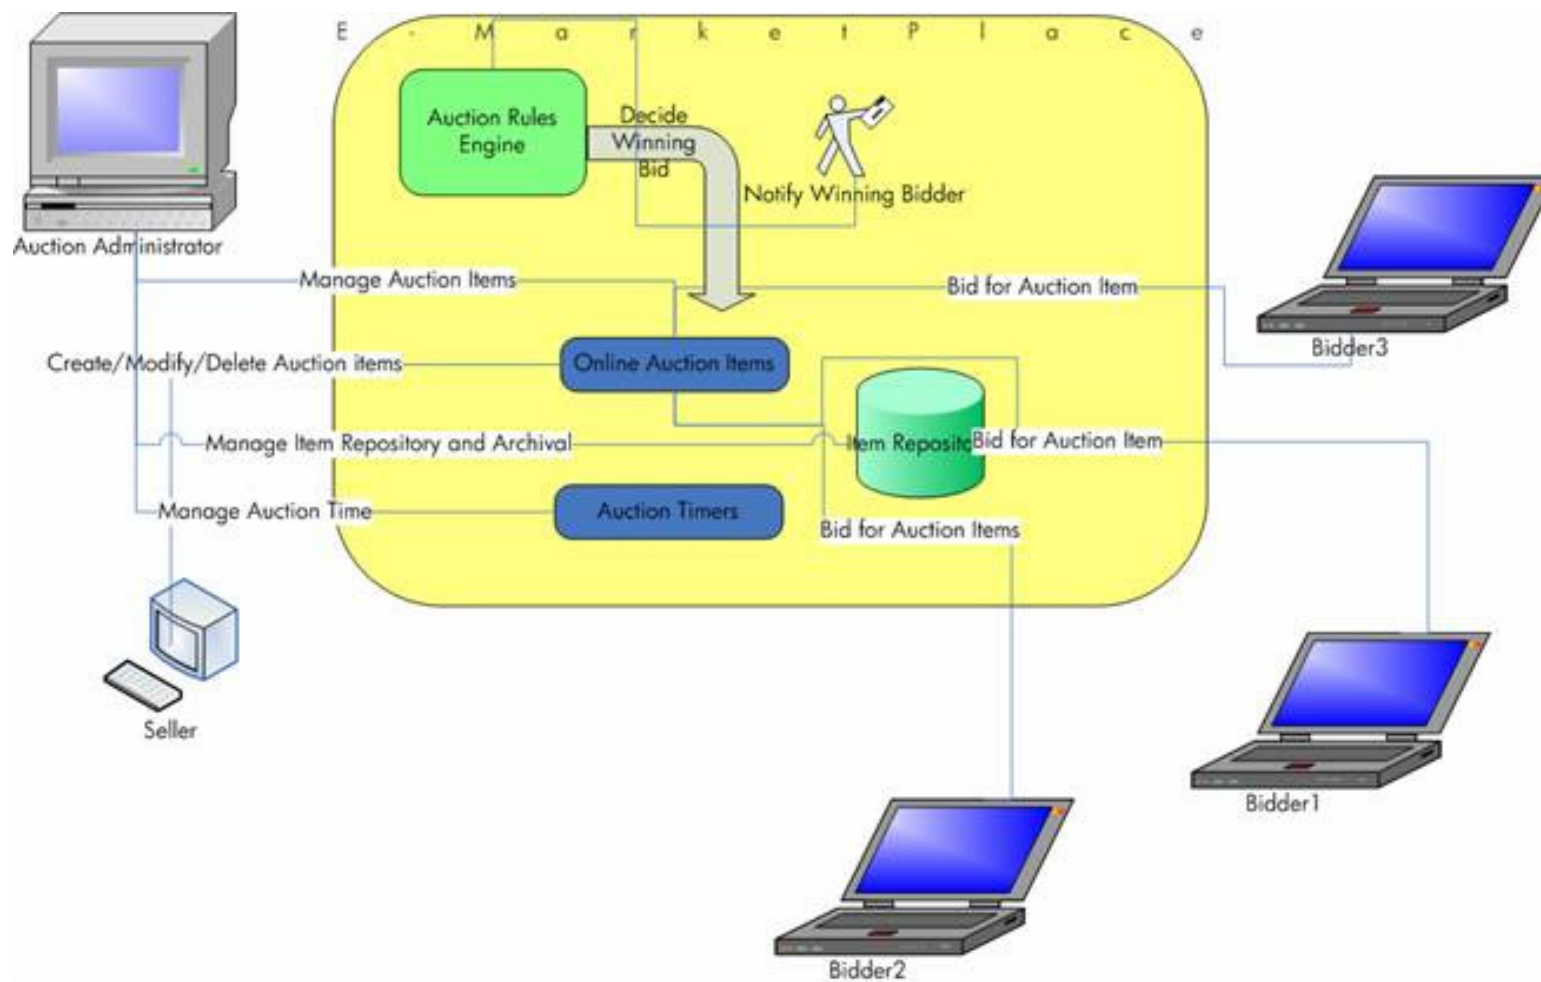 E - M a r k e t P l a c e
Auction Rules
Engine
Decide
Winning
Bid
Notify Winning Bidder
Auction Administrator
Manage Auction Items
Bid for Auction Item
Bidder3
Create/Modify/Delete Auction items
Online Auction Items
Manage Item Repository and Archival
Item Reposito
Bid for Auction Item
Manage Auction Time
Auction Timers
Bid for Auction Items
Seller
Bidder1
Bidder2